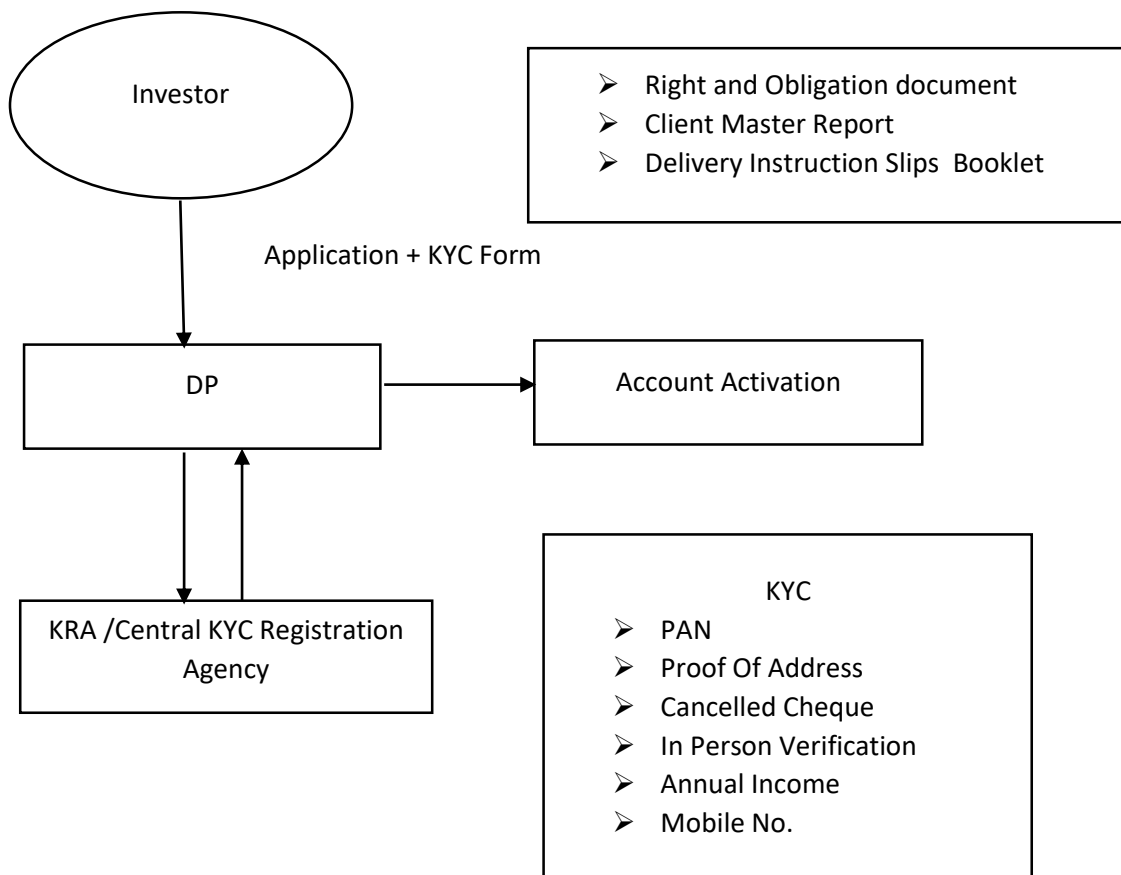 Investor
➢ Right and Obligation document
➢ Client Master Report
➢ Delivery Instruction Slips  Booklet
Application + KYC Form
DP
Account Activation
KRA /Central KYC Registration
Agency
KYC
➢ PAN
➢ Proof Of Address
➢ Cancelled Cheque
➢ In Person Verification
➢ Annual Income
➢ Mobile No.